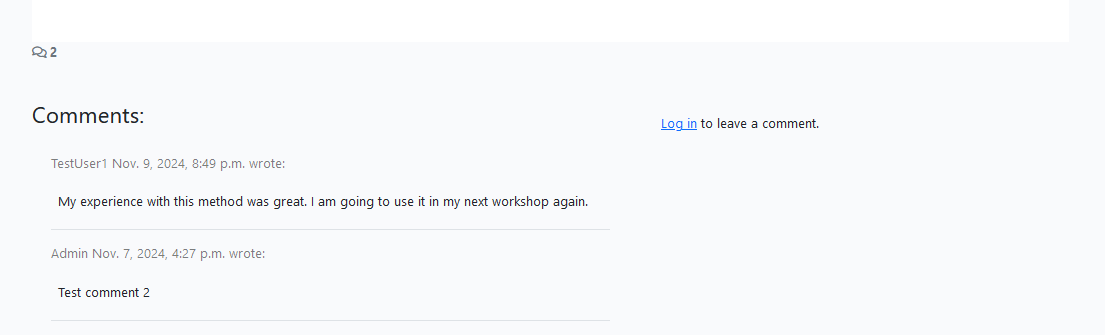 2
Comments:
Log in to leave a comment.
TestUser1 Nov. 9, 2024, 8:49 p.m. wrote:
My experience with this method was great. I am going to use it in my next workshop again.
Admin Nov. 7, 2024, 4:27 p.m. wrote:
Test comment 2